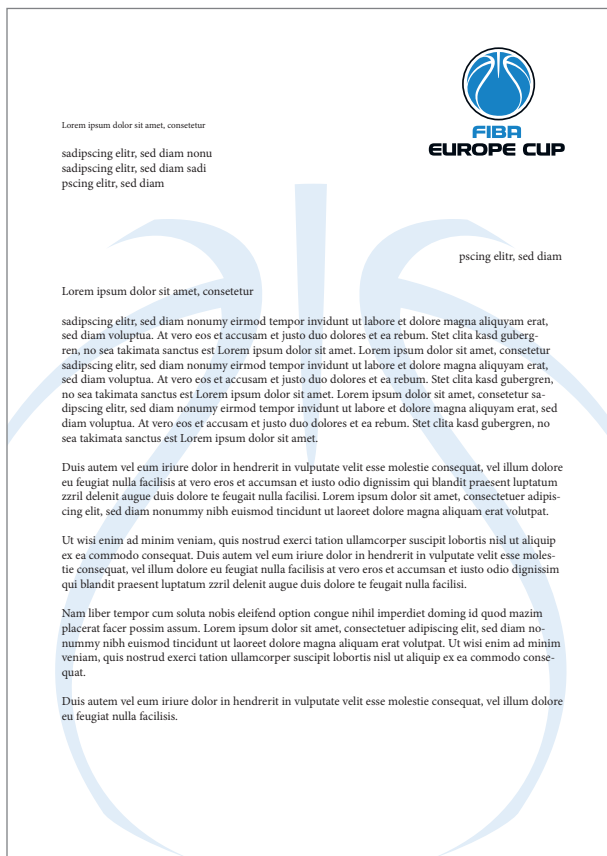 FIBA
EUROPE CUP
Lorem ipsum dolor sit amet, consetetur
sadipscing elitr, sed diam nonu
sadipscing elitr, sed diam sadi
pscing elitr, sed diam
pscing elitr, sed diam
Lorem ipsum dolor sit amet, consetetur
sadipscing elitr, sed diam nonumy eirmod tempor invidunt ut labore et dolore magna aliquyam erat,
sed diam voluptua. At vero eos et accusam et justo duo dolores et ea rebum. Stet clita kasd guberg-
ren, no sea takimata sanctus est Lorem ipsum dolor sit amet. Lorem ipsum dolor sit amet, consetetur
sadipscing elitr, sed diam nonumy eirmod tempor invidunt ut labore et dolore magna aliquyam erat,
sed diam voluptua. At vero eos et accusam et justo duo dolores et ea rebum. Stet clita kasd gubergren,
no sea takimata sanctus est Lorem ipsum dolor sit amet. Lorem ipsum dolor sit amet, consetetur sa-
dipscing elitr, sed diam nonumy eirmod tempor invidunt ut labore et dolore magna aliquyam erat, sed
diam voluptua. At vero eos et accusam et justo duo dolores et ea rebum. Stet clita kasd gubergren, no
sea takimata sanctus est Lorem ipsum dolor sit amet.
Duis autem vel eum iriure dolor in hendrerit in vulputate velit esse molestie consequat, vel illum dolore
eu feugiat nulla facilisis at vero eros et accumsan et iusto odio dignissim qui blandit praesent luptatum
zzril delenit augue duis dolore te feugait nulla facilisi. Lorem ipsum dolor sit amet, consectetuer adipis-
cing elit, sed diam nonummy nibh euismod tincidunt ut laoreet dolore magna aliquam erat volutpat.
Ut wisi enim ad minim veniam, quis nostrud exerci tation ullamcorper suscipit lobortis nisl ut aliquip
ex ea commodo consequat. Duis autem vel eum iriure dolor in hendrerit in vulputate velit esse moles-
tie consequat, vel illum dolore eu feugiat nulla facilisis at vero eros et accumsan et iusto odio dignissim
qui blandit praesent luptatum zzril delenit augue duis dolore te feugait nulla facilisi.
Nam liber tempor cum soluta nobis eleifend option congue nihil imperdiet doming id quod mazim
placerat facer possim assum. Lorem ipsum dolor sit amet, consectetuer adipiscing elit, sed diam no-
nummy nibh euismod tincidunt ut laoreet dolore magna aliquam erat volutpat. Ut wisi enim ad minim
veniam, quis nostrud exerci tation ullamcorper suscipit lobortis nisl ut aliquip ex ea commodo conse-
quat.
Duis autem vel eum iriure dolor in hendrerit in vulputate velit esse molestie consequat, vel illum dolore
eu feugiat nulla facilisis.